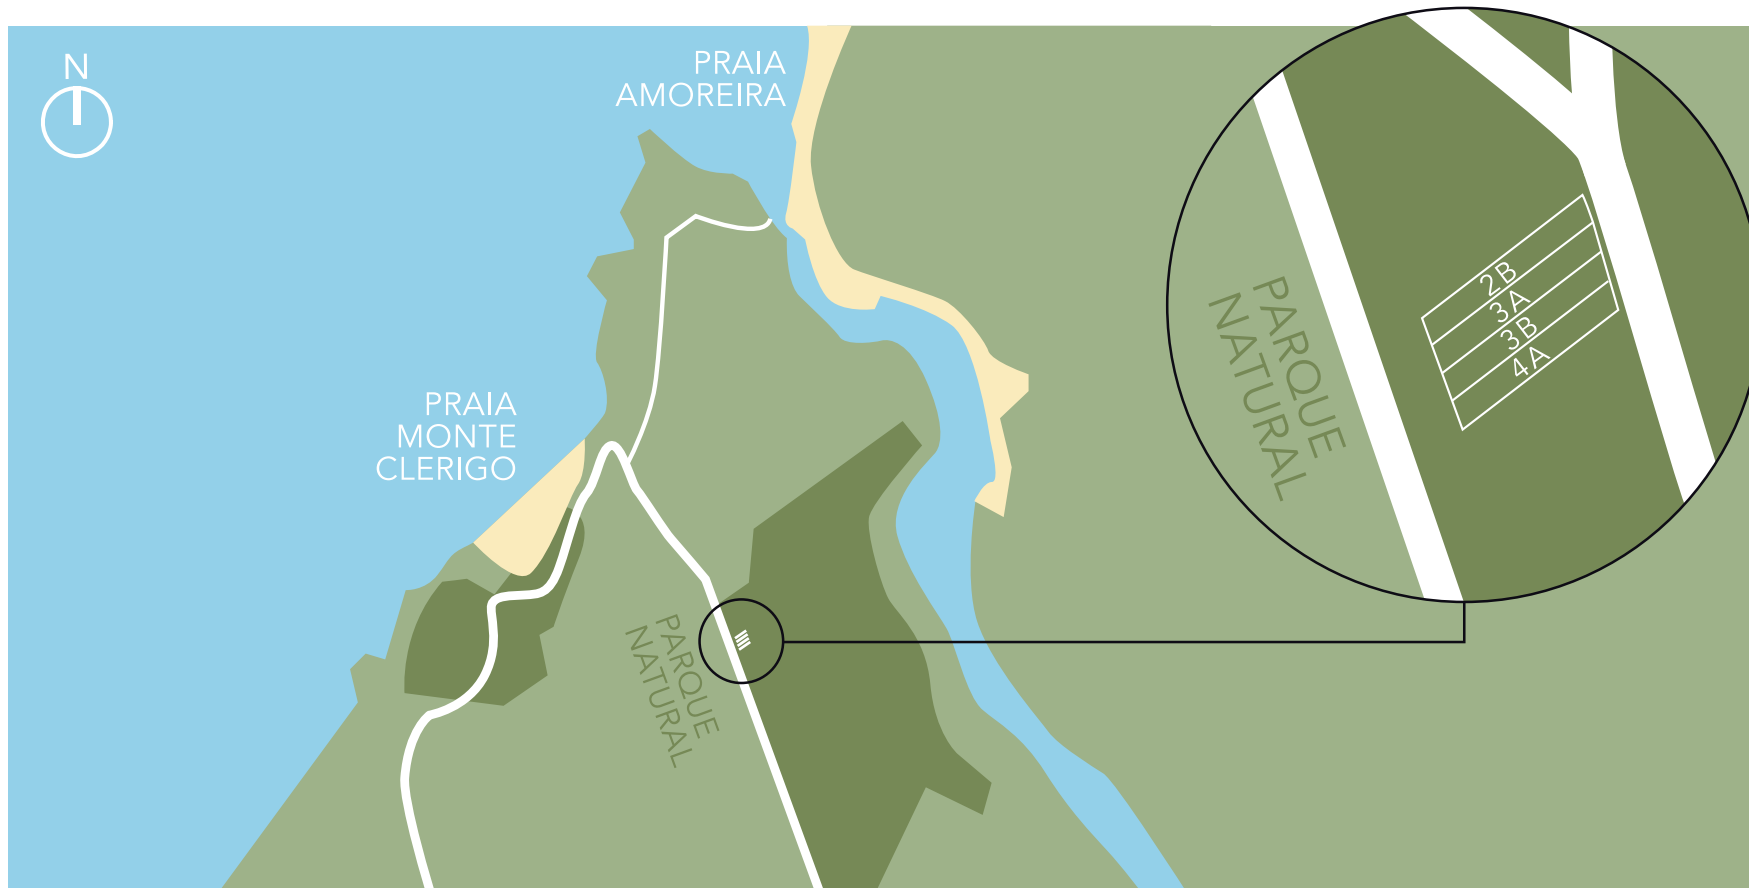 N
PRAIA
AMOREIRA
PRAIA
MONTE
CLERIGO
PARQUE
NATURAL
PARQUE
NATURAL
2B
3A
3B
4A